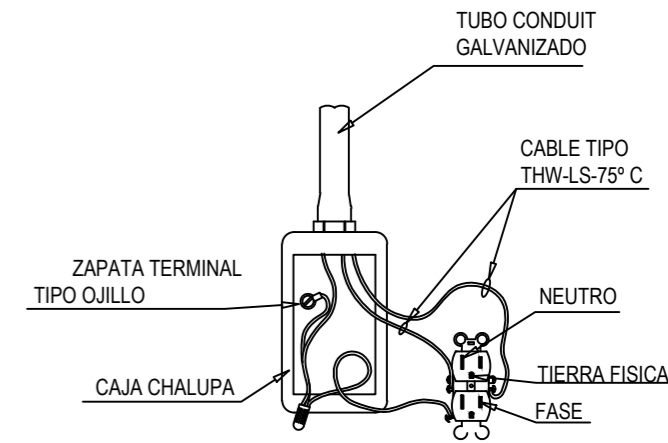 TUBO CONDUIT
GALVANIZADO
CABLE TIPO
THW-LS-75º C
ZAPATA TERMINAL
TIPO OJILLO
NEUTRO
TIERRA FISICA
CAJA CHALUPA
FASE